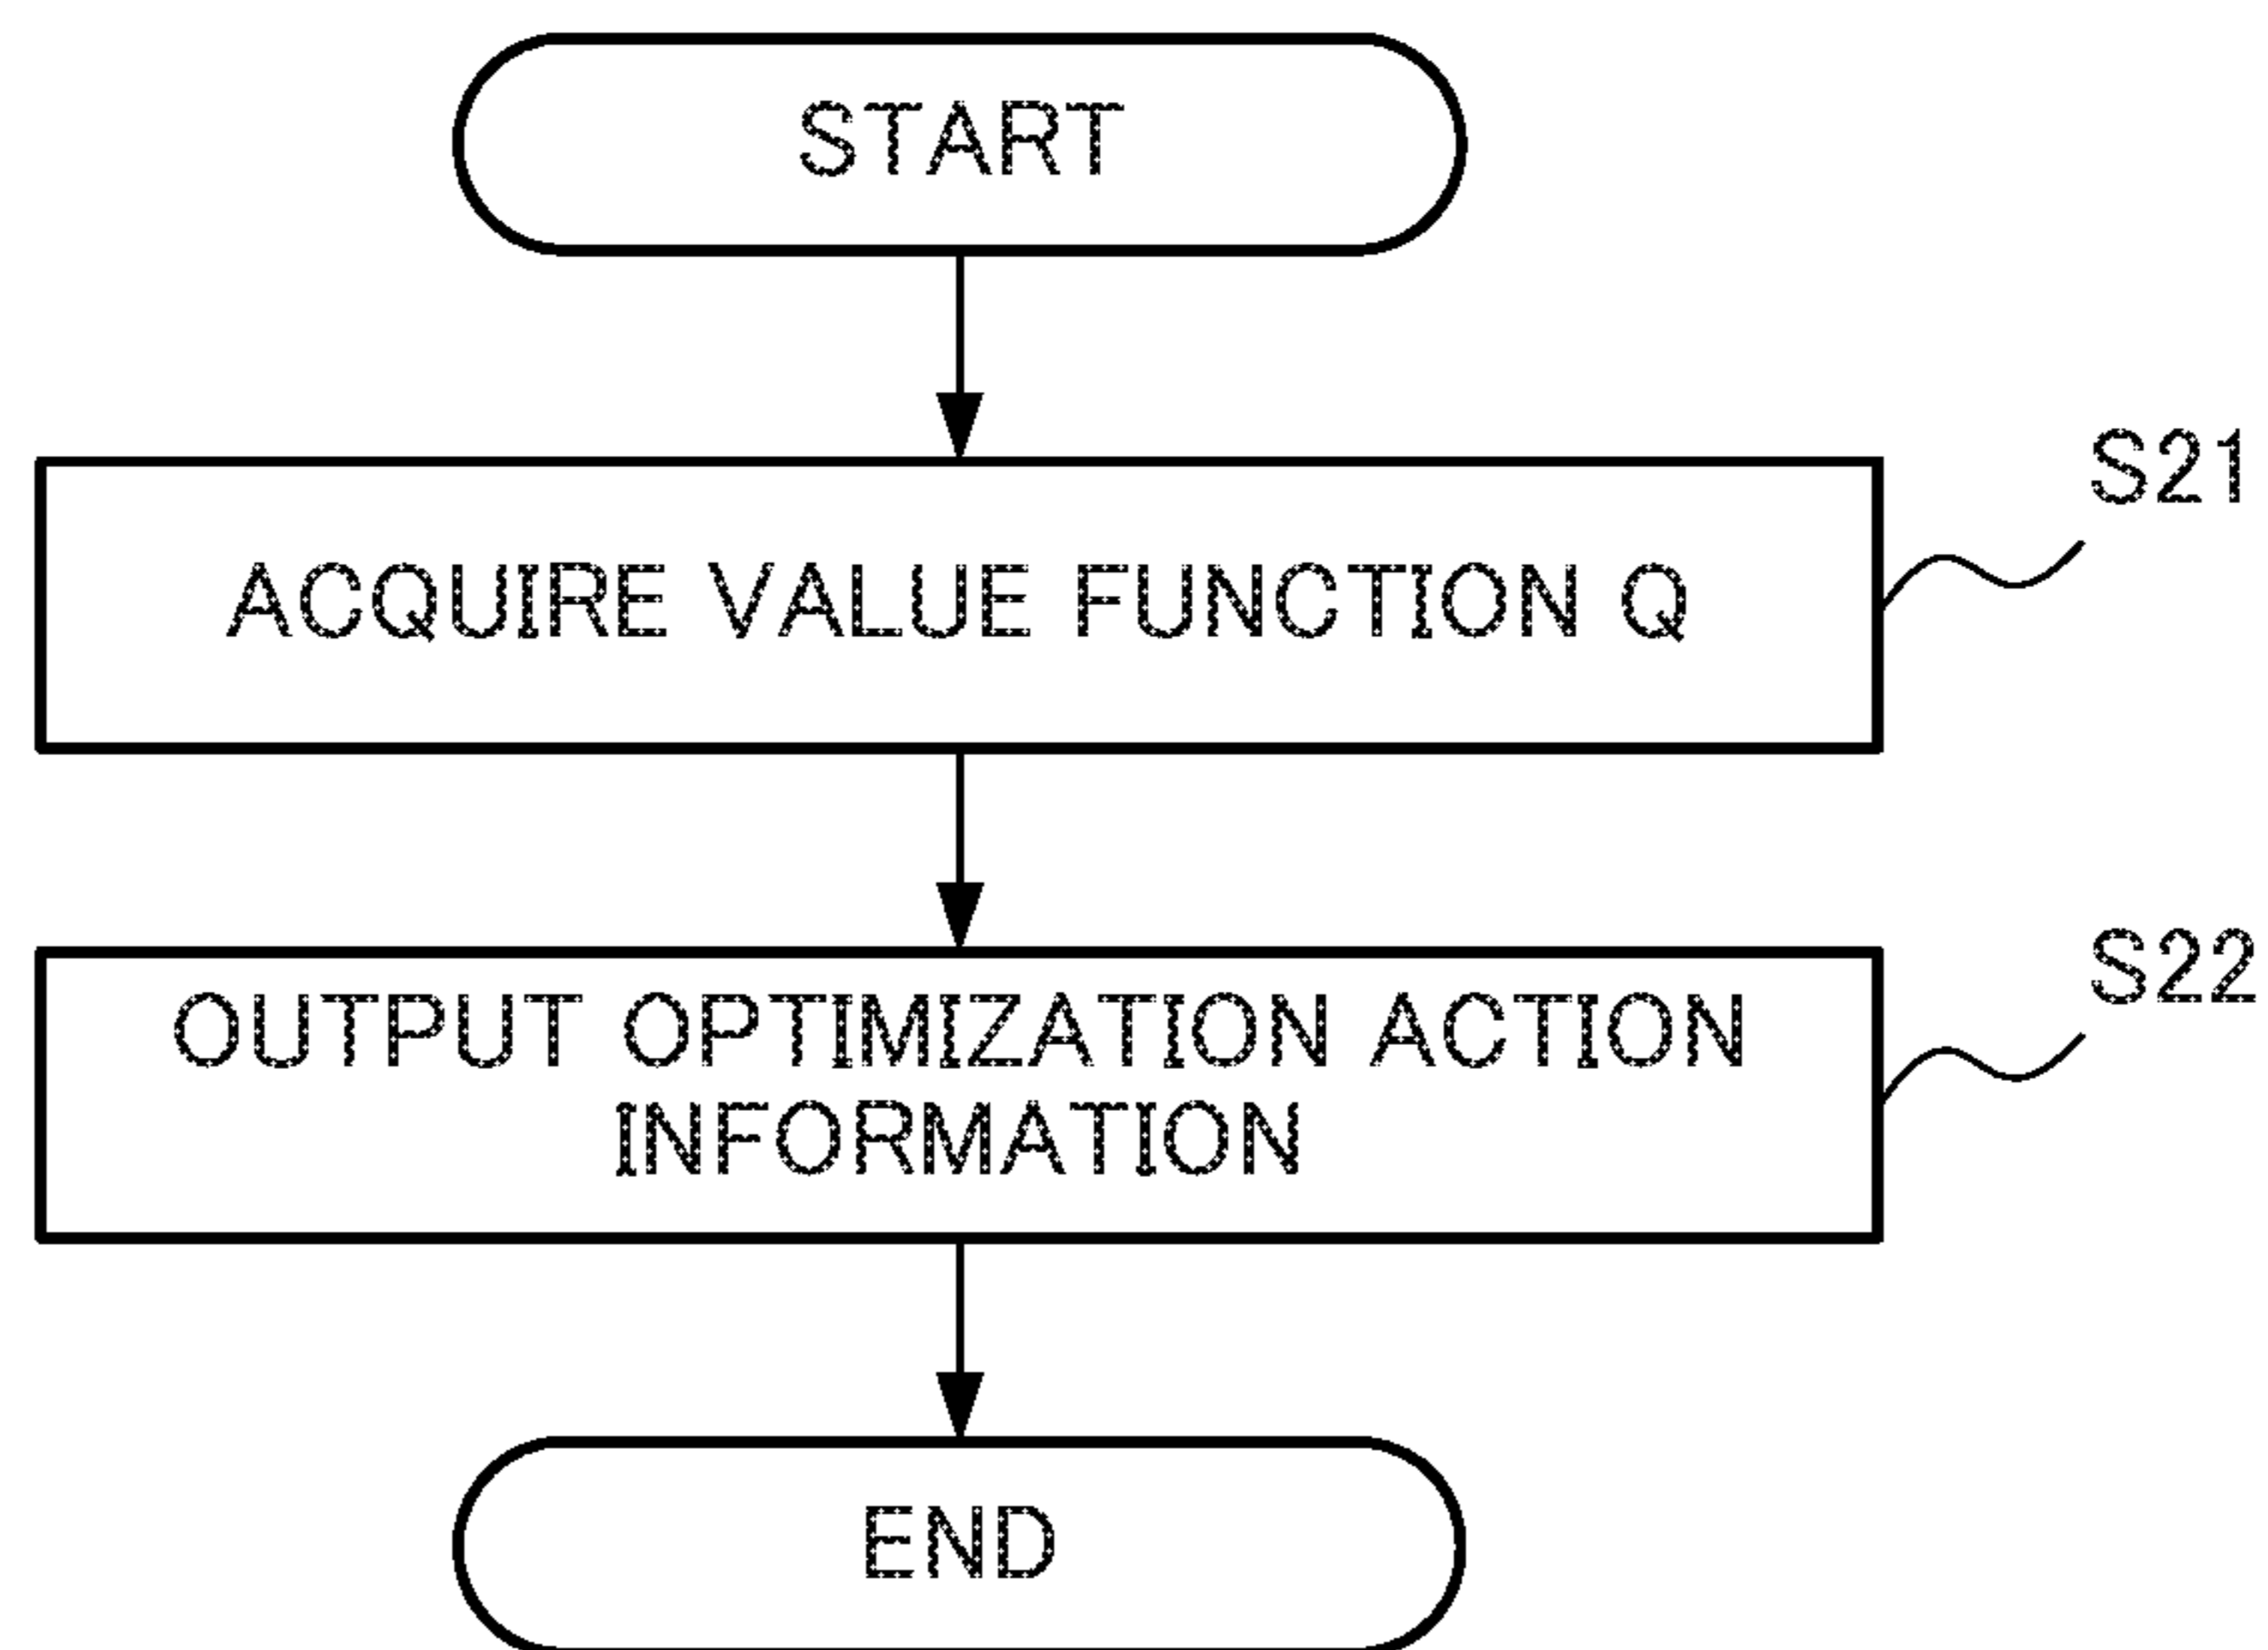 START
S21
ACQUIRE VALUE FUNCTION Q
S22
OUTPUT OPTIMIZATION ACTION
INFORMATION
END